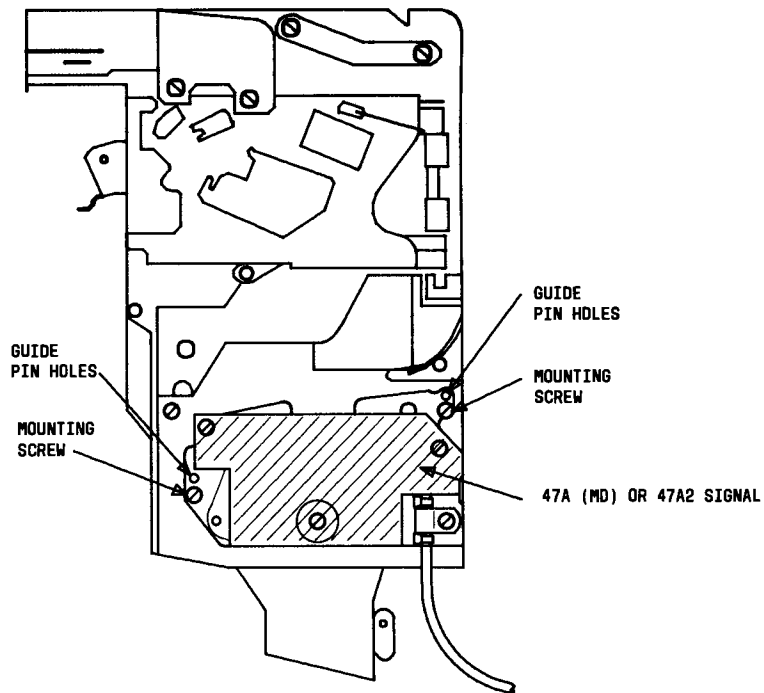 GUIDE
PIN HOLES
MOUNTING
SCREW
GUIDE
PIN HOLES
MOUNTING
SCREW
47A (MD) OR 47A2 SIGNAL